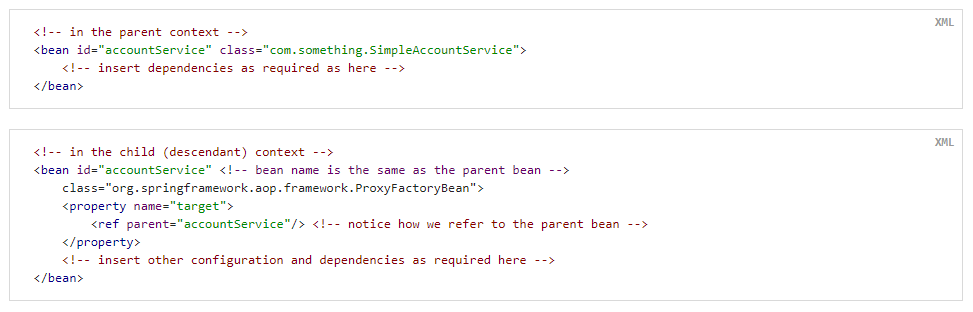 XML
<!-- in the parent context -->
<bean id="accountService" class="com.something.SimpleAccountService">
    <!-- insert dependencies as required as here -->
</bean>
XML
<!-- in the child (descendant) context -->
<bean id="accountService" <!-- bean name is the same as the parent bean -->
    class="org.springframework.aop.framework.ProxyFactoryBean">
    <property name="target">
        <ref parent="accountService"/> <!-- notice how we refer to the parent bean -->
    </property>
    <!-- insert other configuration and dependencies as required here -->
</bean>